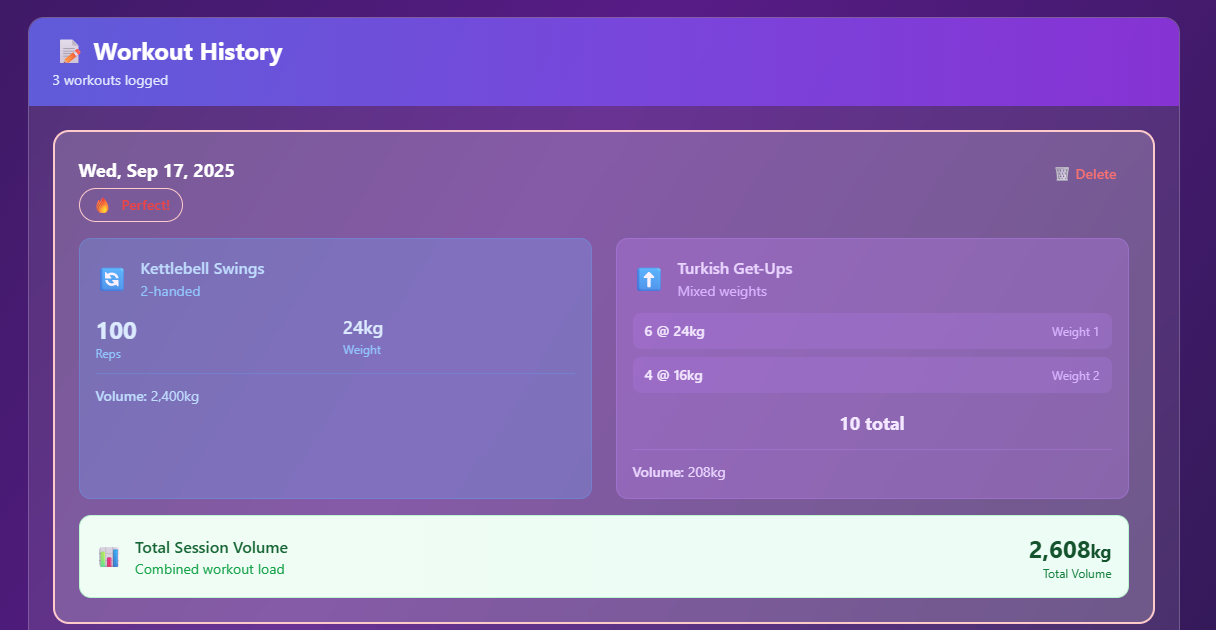 Workout History
3 workouts logged
Wed, Sep 17, 2025
Delete
Perfect!
Kettlebell Swings
2-handed
100
Reps
24kg
Weight
Volume: 2,400kg
Turkish Get-Ups
Mixed weights
6 @ 24kg
Weight 1
4 @ 16kg
Weight 2
10 total
Volume: 208kg
Total Session Volume
Combined workout load
2,608kg
Total Volume